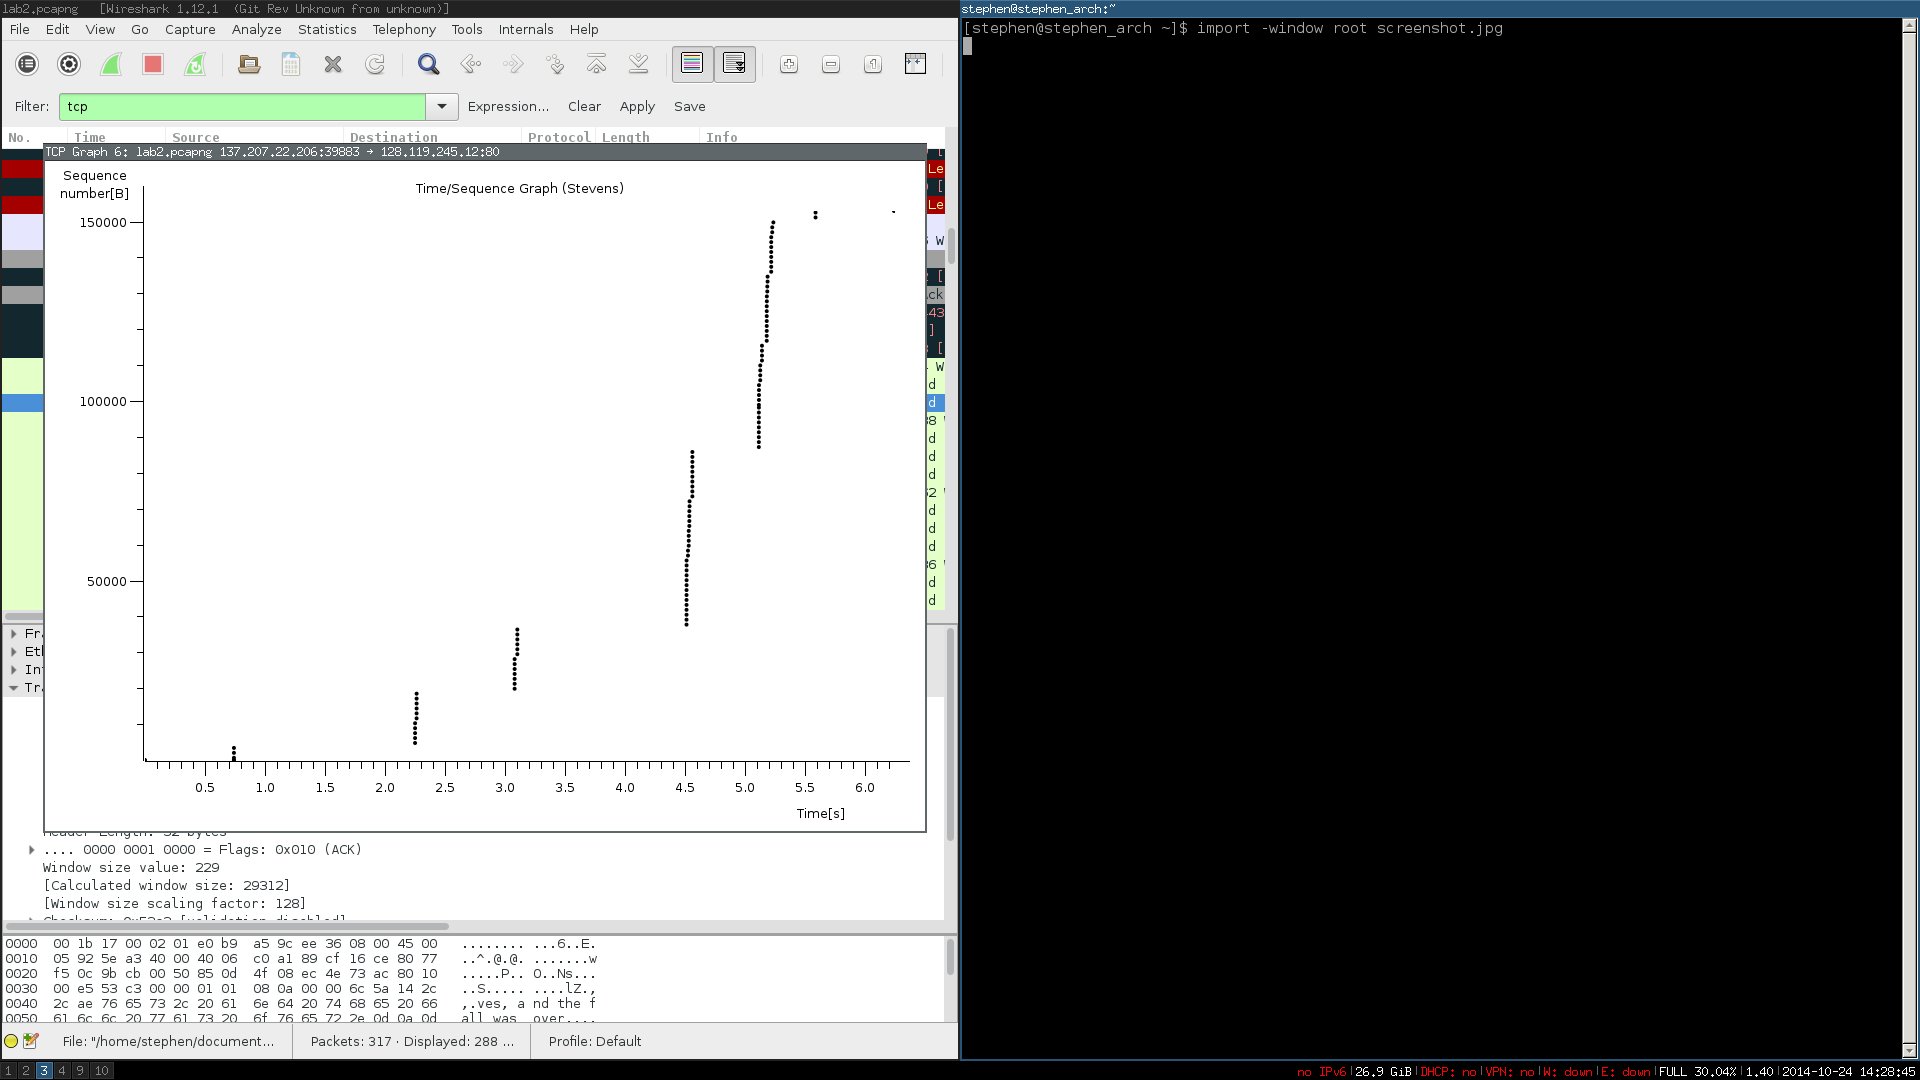 lab2.pcapng   [Wireshark 1.12.1  (Git Rev Unknown from unknown)]
File Edit View Go Capture Analyze Statistics Telephony Tools Internals Help
Filter: tcp Expression... Clear Apply Save
No. Time Source Destination Protocol Length Info
TCP Graph 6: lab2.pcapng 137.207.22.206:39883 → 128.119.245.12:80
Time/Sequence Graph (Stevens)
Sequence
number[B]
150000
100000
50000
0.5 1.0 1.5 2.0 2.5 3.0 3.5 4.0 4.5 5.0 5.5 6.0
Time[s]
[
Le
[
Le
W
[
Ack
443
]
[
W
d
d
38
d
d
d
52
d
d
d
36
d
d
Fr
Et
In
Tr
Header Length: 32 bytes
.... 0000 0001 0000 = Flags: 0x010 (ACK)
Window size value: 229
[Calculated window size: 29312]
[Window size scaling factor: 128]
0000  00 1b 17 00 02 01 e0 b9  a5 9c ee 36 08 00 45 00   ........ ...6..E.
0010  05 92 5e a3 40 00 40 06  c0 a1 89 cf 16 ce 80 77   ..^.@.@. .......w
0020  f5 0c 9b cb 00 50 85 0d  4f 08 ec 4e 73 ac 80 10   .....P.. O..Ns...
0030  00 e5 53 c3 00 00 01 01  08 0a 00 00 6c 5a 14 2c   ..S..... ....lZ.,
0040  2c ae 76 65 73 2c 20 61  6e 64 20 74 68 65 20 66   ,.ves, a nd the f
0050  61 6c 6c 20 77 61 73 20  6f 76 65 72 2e 0d 0a 0d   all was  over....
File: "/home/stephen/document... Packets: 317 · Displayed: 288 ... Profile: Default
stephen@stephen_arch:~
[stephen@stephen_arch ~]$ import -window root screenshot.jpg
1 2 3 4 9 10
no IPv6|26.9 GiB|DHCP: no|VPN: no|W: down|E: down|FULL 30.04%|1.40|2014-10-24 14:28:45